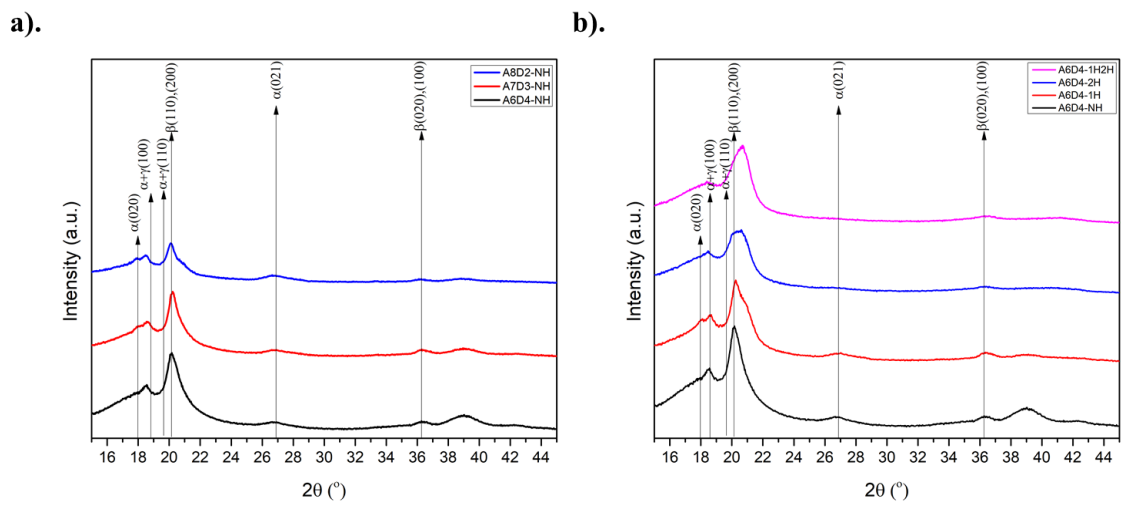 a).
α(020)
α+γ(100)
α+γ(110)
β(110),(200)
α(021)
β(020),(100)
A8D2-NH
A7D3-NH
A6D4-NH
Intensity (a.u.)
16 18 20 22 24 26 28 30 32 34 36 38 40 42 44
2θ (°)
b).
α(020)
α+γ(100)
α+γ(110)
β(110),(200)
α(021)
β(020),(100)
A6D4-1H2H
A6D4-2H
A6D4-1H
A6D4-NH
Intensity (a.u.)
16 18 20 22 24 26 28 30 32 34 36 38 40 42 44
2θ (°)